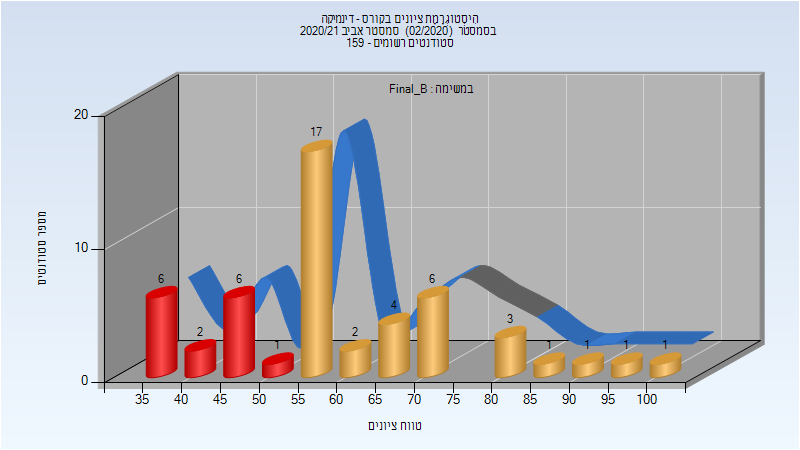 היסטוגרמת ציונים בקורס - דינמיקה
בסמסטר (02/2020) סמסטר אביב 2020/21
סטודנטים רשומים - 159
במשימה : Final_B
מספר סטודנטים
20
10
0
17
6
2
6
1
2
4
6
3
1
1
1
1
35 40 45 50 55 60 65 70 75 80 85 90 95 100
טווח ציונים